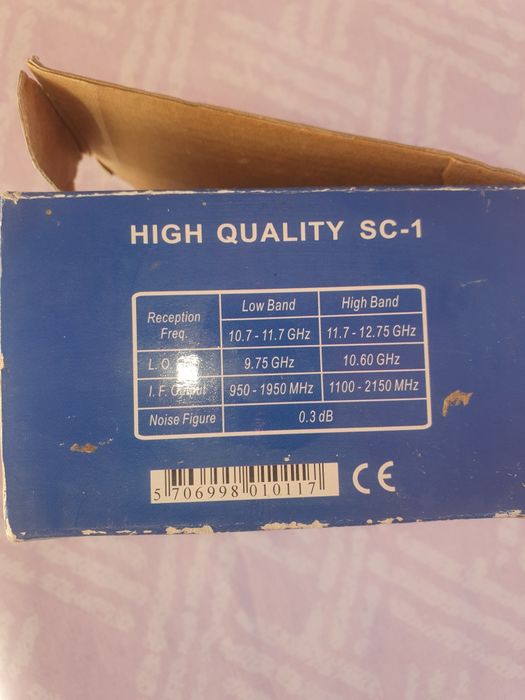 HIGH QUALITY SC-1
Reception Freq. Low Band High Band
10.7 - 11.7 GHz 11.7 - 12.75 GHz
L. O. 9.75 GHz 10.60 GHz
I. F. Output 950 - 1950 MHz 1100 - 2150 MHz
Noise Figure 0.3 dB
5 706998 010117 CE